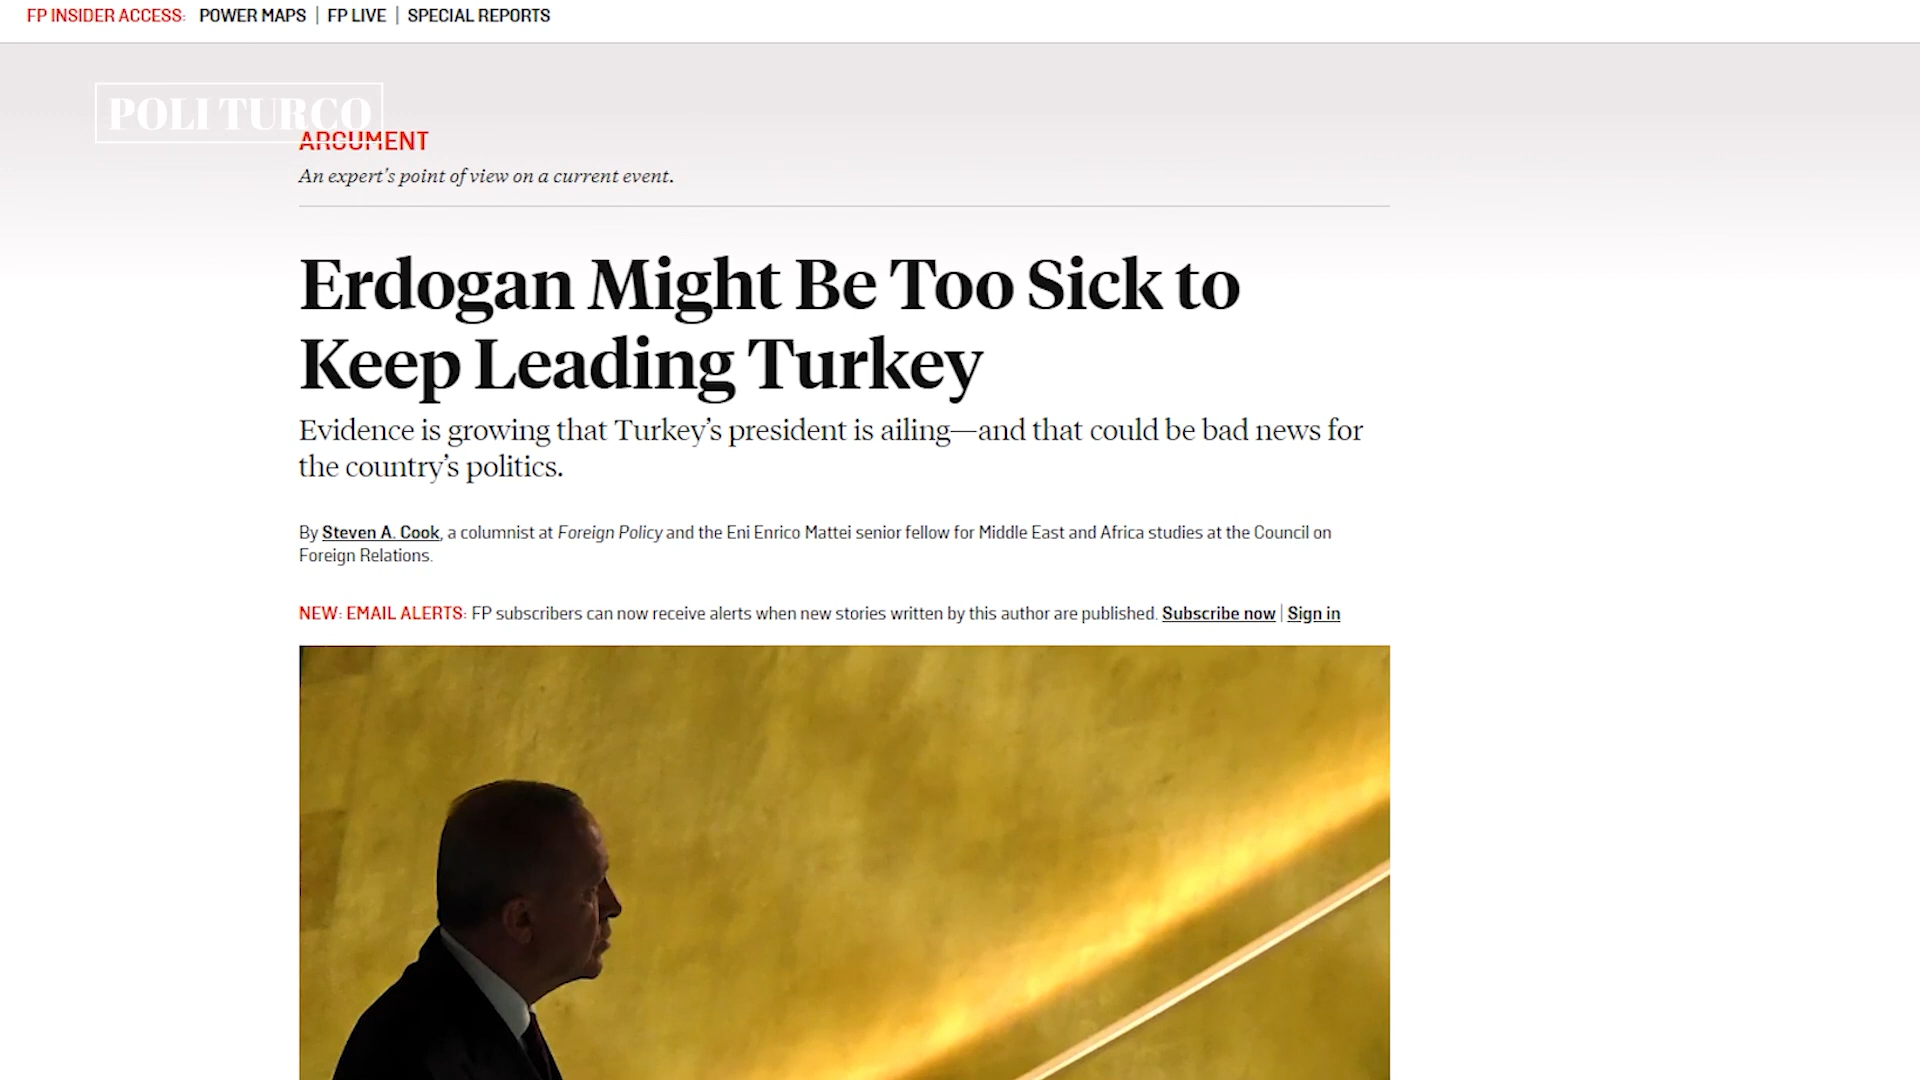 FP INSIDER ACCESS: POWER MAPS | FP LIVE | SPECIAL REPORTS
POLITURCO
ARGUMENT
An expert's point of view on a current event.
Erdogan Might Be Too Sick to
Keep Leading Turkey
Evidence is growing that Turkey's president is ailing—and that could be bad news for
the country's politics.
By Steven A. Cook, a columnist at Foreign Policy and the Eni Enrico Mattei senior fellow for Middle East and Africa studies at the Council on
Foreign Relations.
NEW: EMAIL ALERTS: FP subscribers can now receive alerts when new stories written by this author are published. Subscribe now | Sign in